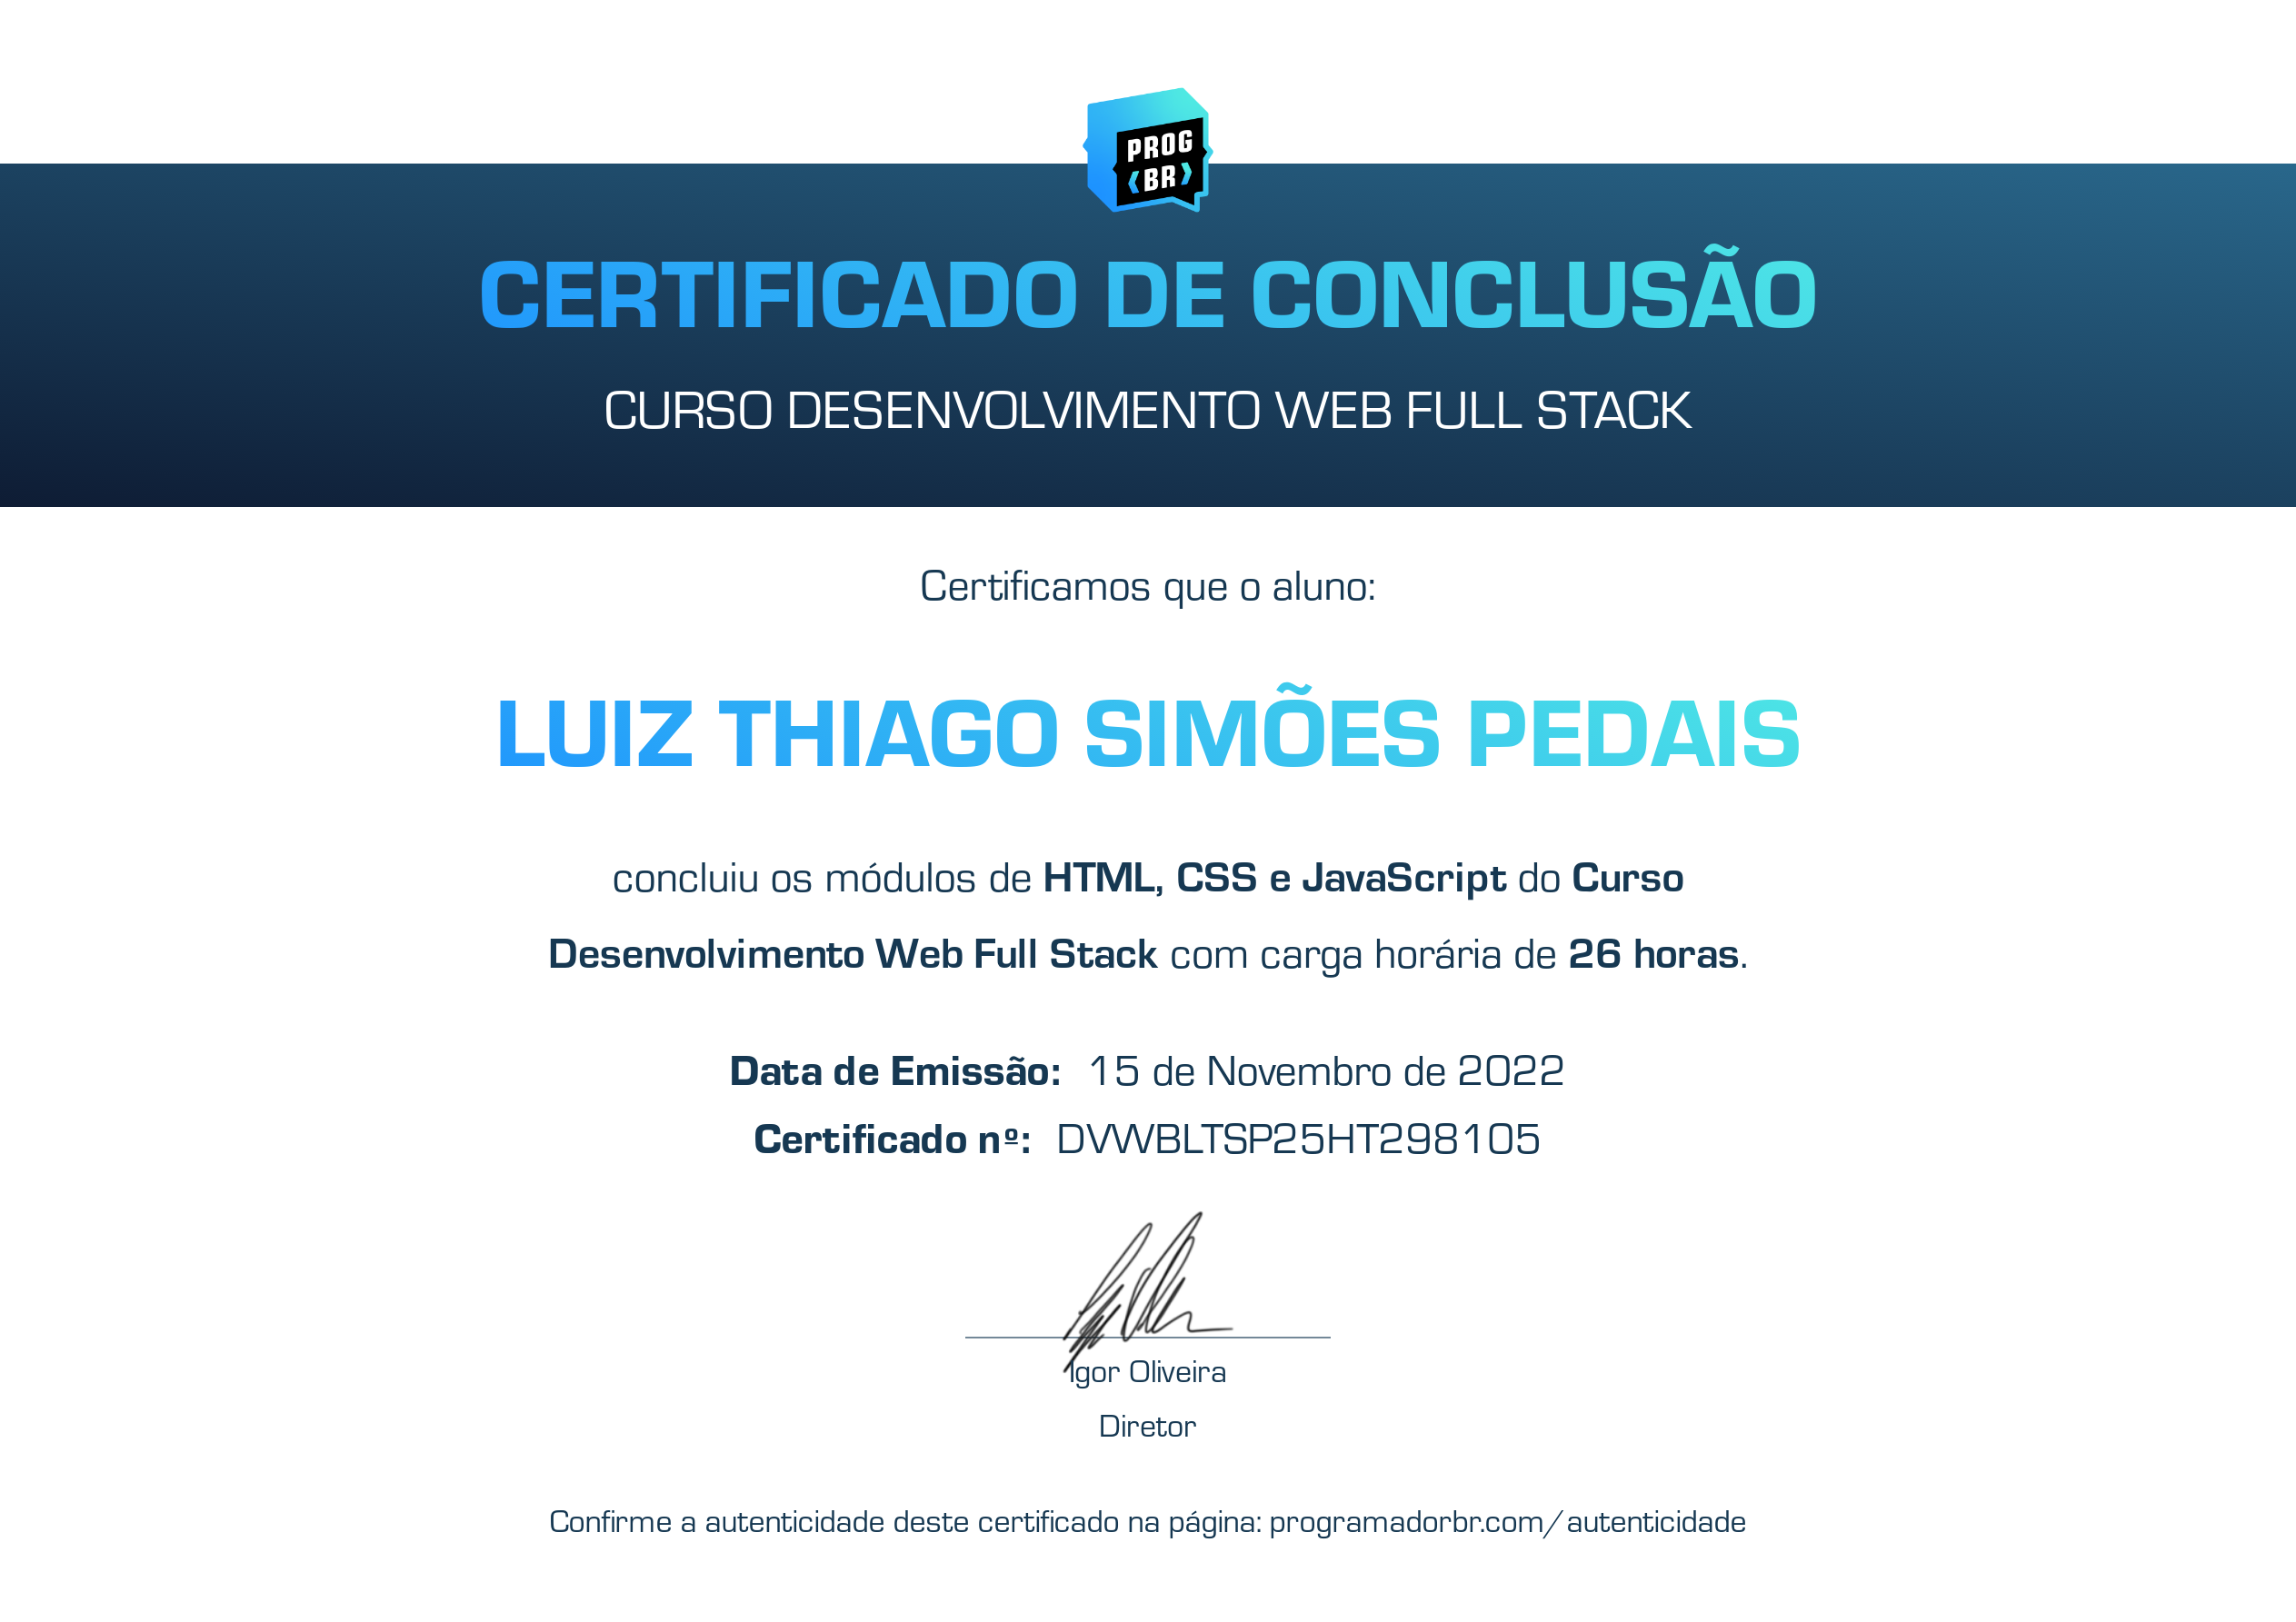 PROG
BR
CERTIFICADO DE CONCLUSÃO
CURSO DESENVOLVIMENTO WEB FULL STACK
Certificamos que o aluno:
LUIZ THIAGO SIMÕES PEDAIS
concluiu os módulos de HTML, CSS e JavaScript do Curso
Desenvolvimento Web Full Stack com carga horária de 26 horas.
Data de Emissão: 15 de Novembro de 2022
Certificado nº: DVWBLTSP25HT298105
Igor Oliveira
Diretor
Confirme a autenticidade deste certificado na página: programadorbr.com/autenticidade